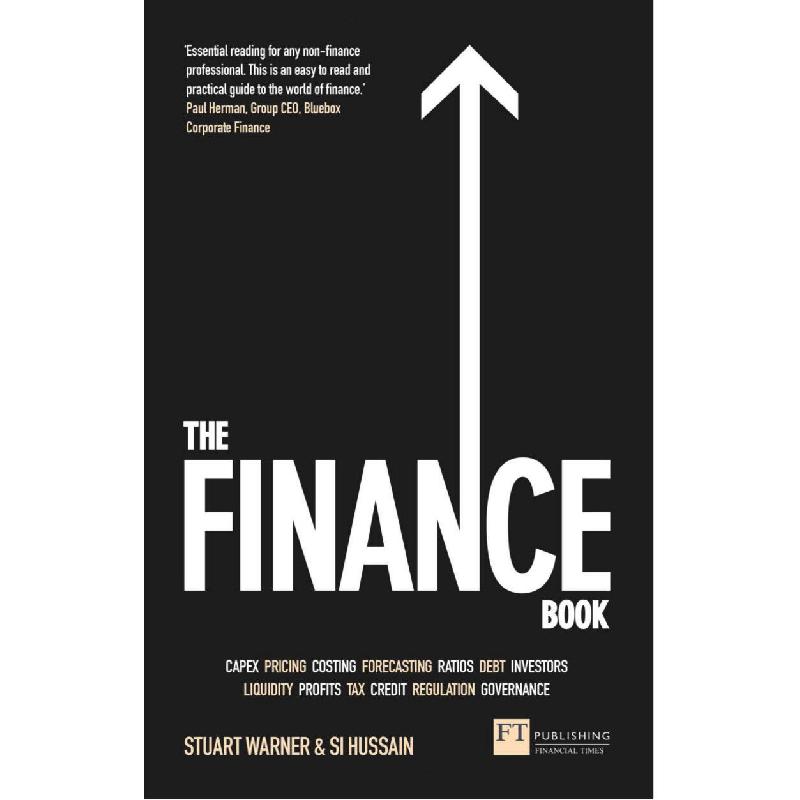 'Essential reading for any non-finance
professional. This is an easy to read and
practical guide to the world of finance.'
Paul Herman, Group CEO, Bluebox
Corporate Finance
THE
FINANCE
BOOK
CAPEX PRICING COSTING FORECASTING RATIOS DEBT INVESTORS
LIQUIDITY PROFITS TAX CREDIT REGULATION GOVERNANCE
STUART WARNER & SI HUSSAIN
FT PUBLISHING
FINANCIAL TIMES